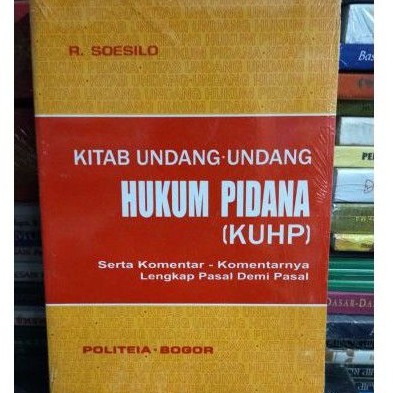 R. SOESILO
KITAB UNDANG-UNDANG
HUKUM PIDANA
(KUHP)
Serta Komentar - Komentarnya
Lengkap Pasal Demi Pasal
POLITEIA - BOGOR